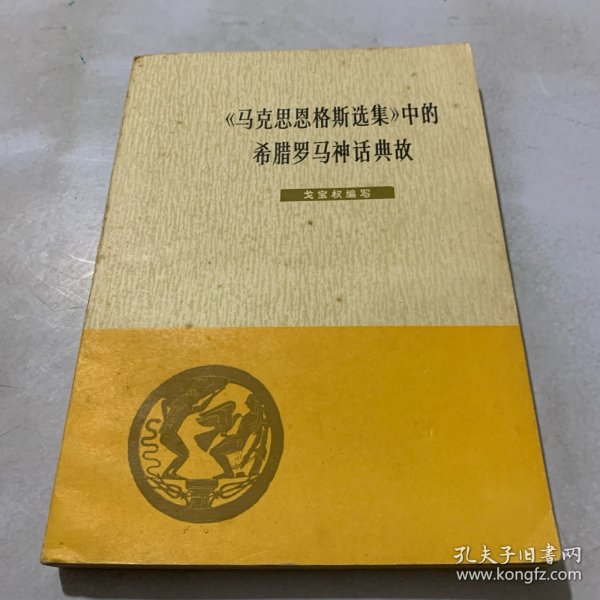 《马克思恩格斯选集》中的
希腊罗马神话典故
戈宝权编写
孔夫子旧书网
www.kongfz.com